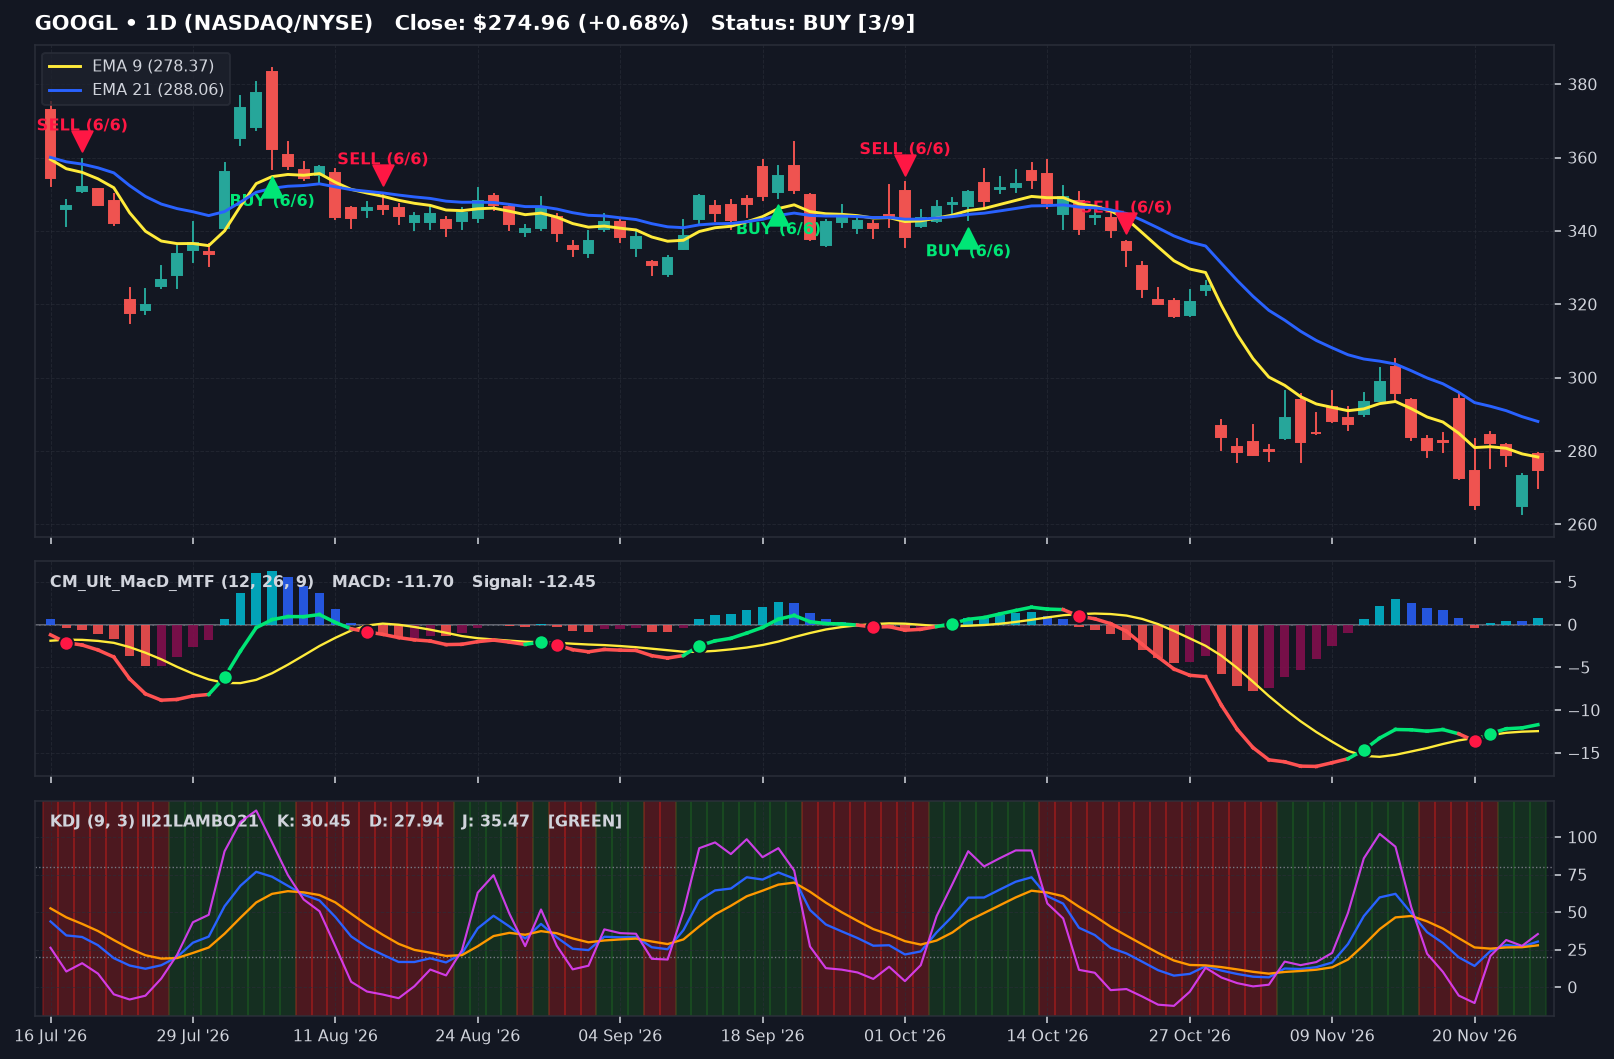 GOOGL • 1D (NASDAQ/NYSE)   Close: $274.96 (+0.68%)   Status: BUY [3/9]
EMA 9 (278.37)
EMA 21 (288.06)
SELL (6/6)
BUY (6/6)
SELL (6/6)
BUY (6/6)
SELL (6/6)
BUY (6/6)
SELL (6/6)
380
360
340
320
300
280
260
CM_Ult_MacD_MTF (12, 26, 9)   MACD: -11.70   Signal: -12.45
5
0
−5
−10
−15
KDJ (9, 3) II21LAMBO21   K: 30.45   D: 27.94   J: 35.47   [GREEN]
100
75
50
25
0
16 Jul '26
29 Jul '26
11 Aug '26
24 Aug '26
04 Sep '26
18 Sep '26
01 Oct '26
14 Oct '26
27 Oct '26
09 Nov '26
20 Nov '26